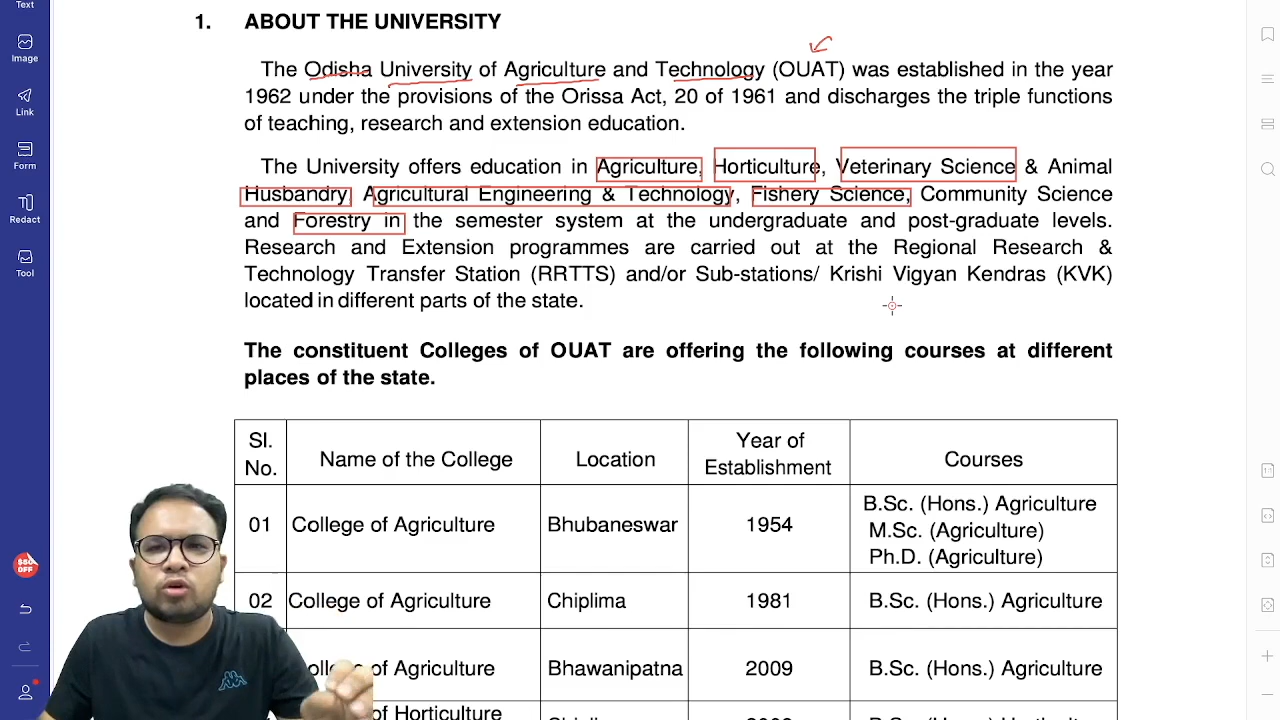 Text
Image
Link
Form
Redact
Tool
$80
OFF
1. ABOUT THE UNIVERSITY
The Odisha University of Agriculture and Technology (OUAT) was established in the year
1962 under the provisions of the Orissa Act, 20 of 1961 and discharges the triple functions
of teaching, research and extension education.
The University offers education in Agriculture, Horticulture, Veterinary Science & Animal
Husbandry, Agricultural Engineering & Technology, Fishery Science, Community Science
and Forestry in the semester system at the undergraduate and post-graduate levels.
Research and Extension programmes are carried out at the Regional Research &
Technology Transfer Station (RRTTS) and/or Sub-stations/ Krishi Vigyan Kendras (KVK)
located in different parts of the state.
The constituent Colleges of OUAT are offering the following courses at different
places of the state.
Sl. No. Name of the College Location Year of Establishment Courses
01 College of Agriculture Bhubaneswar 1954 B.Sc. (Hons.) Agriculture
M.Sc. (Agriculture)
Ph.D. (Agriculture)
02 College of Agriculture Chiplima 1981 B.Sc. (Hons.) Agriculture
College of Agriculture Bhawanipatna 2009 B.Sc. (Hons.) Agriculture
of Horticulture